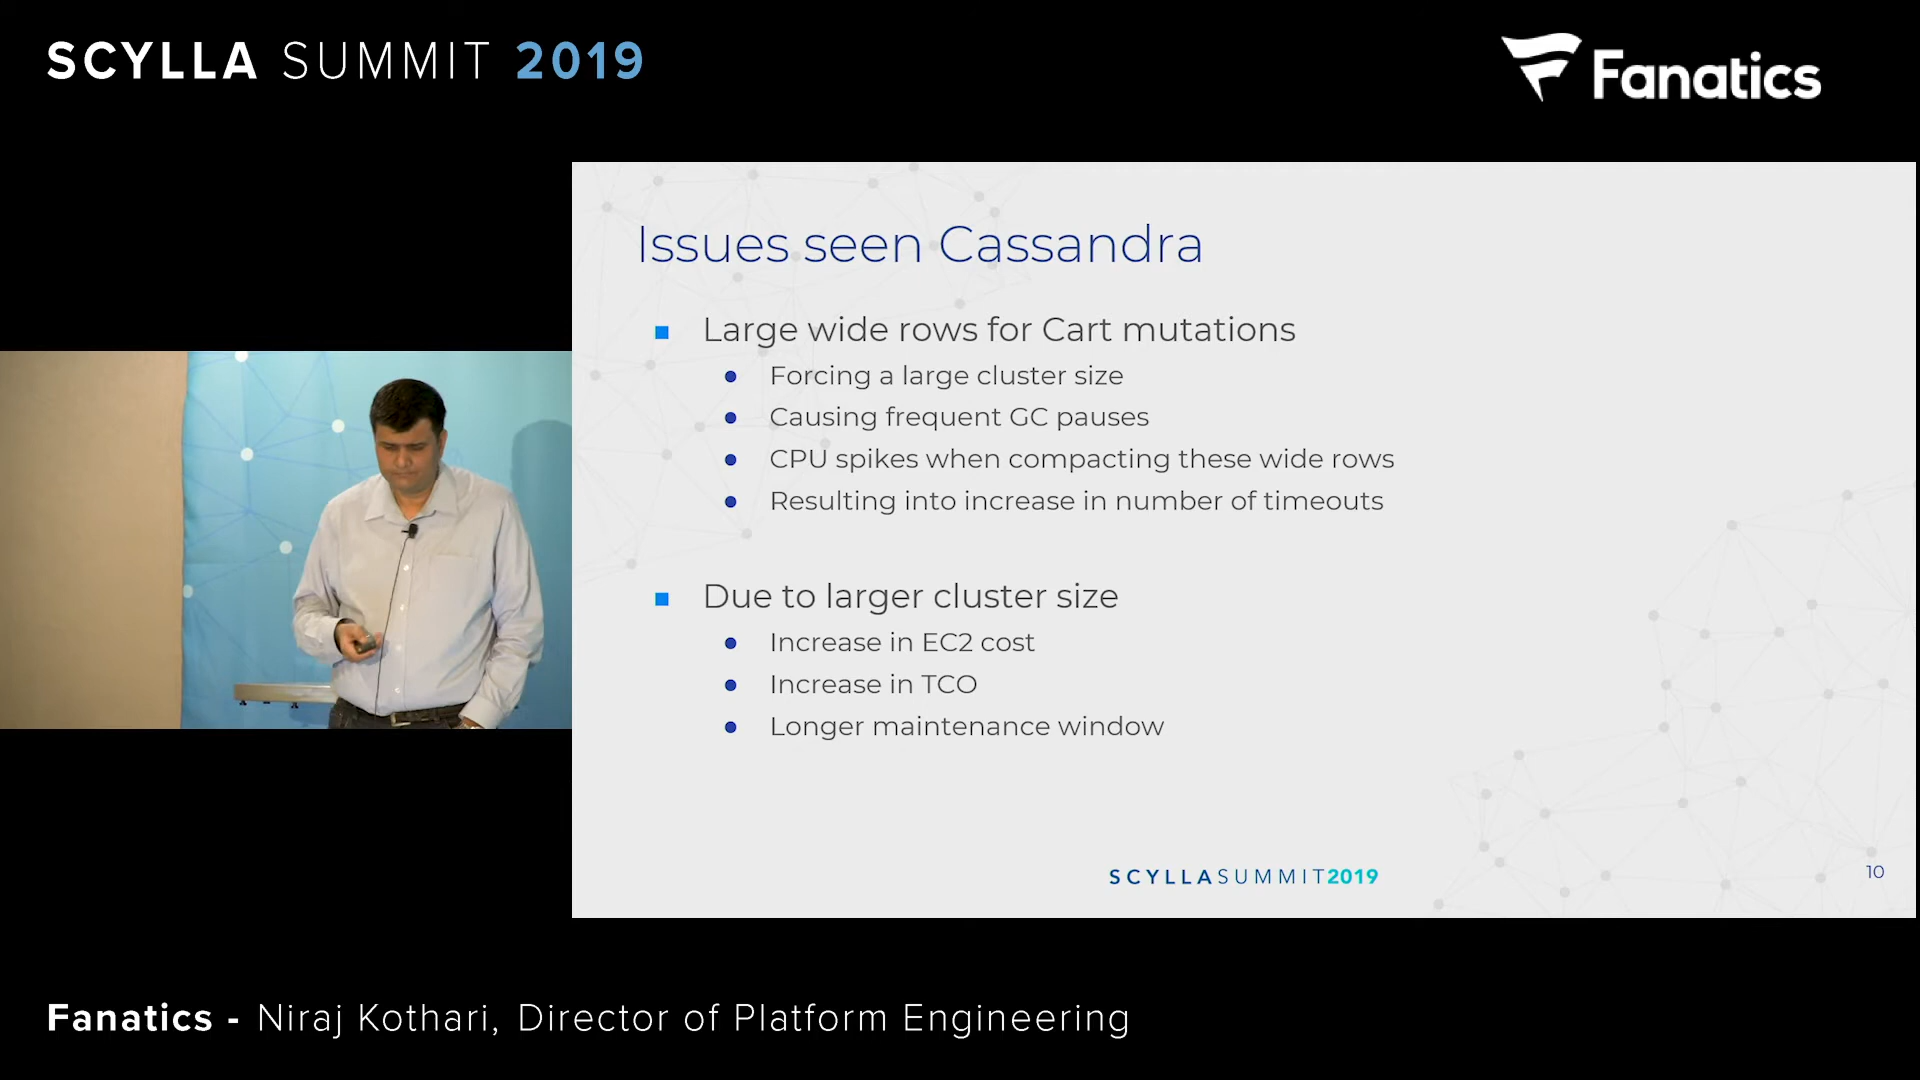 SCYLLA SUMMIT 2019
Fanatics
Issues seen Cassandra
Large wide rows for Cart mutations
Forcing a large cluster size
Causing frequent GC pauses
CPU spikes when compacting these wide rows
Resulting into increase in number of timeouts
Due to larger cluster size
Increase in EC2 cost
Increase in TCO
Longer maintenance window
SCYLLASUMMIT2019
10
Fanatics - Niraj Kothari, Director of Platform Engineering